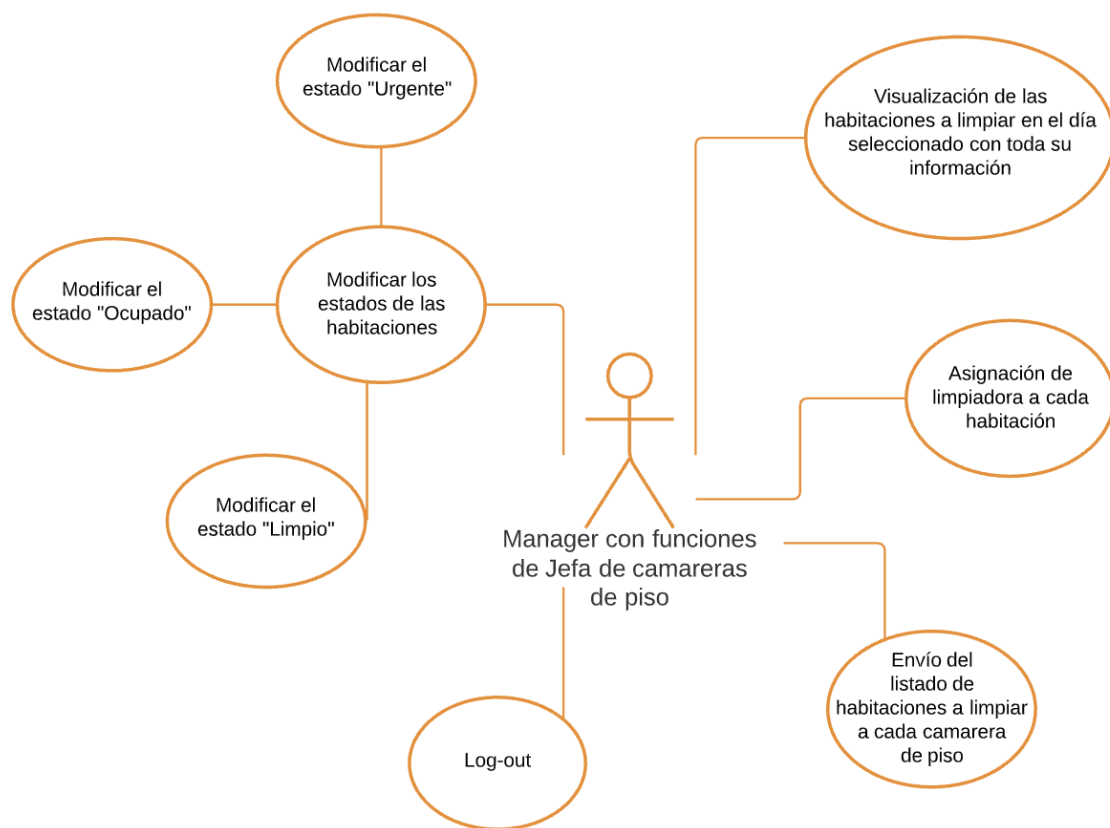 Modificar el
estado "Urgente"
Visualización de las
habitaciones a limpiar en el día
seleccionado con toda su
información
Modificar el
estado "Ocupado"
Modificar los
estados de las
habitaciones
Asignación de
limpiadora a cada
habitación
Modificar el
estado "Limpio"
Manager con funciones
de Jefa de camareras
de piso
Envío del
listado de
habitaciones a limpiar
a cada camarera
de piso
Log-out